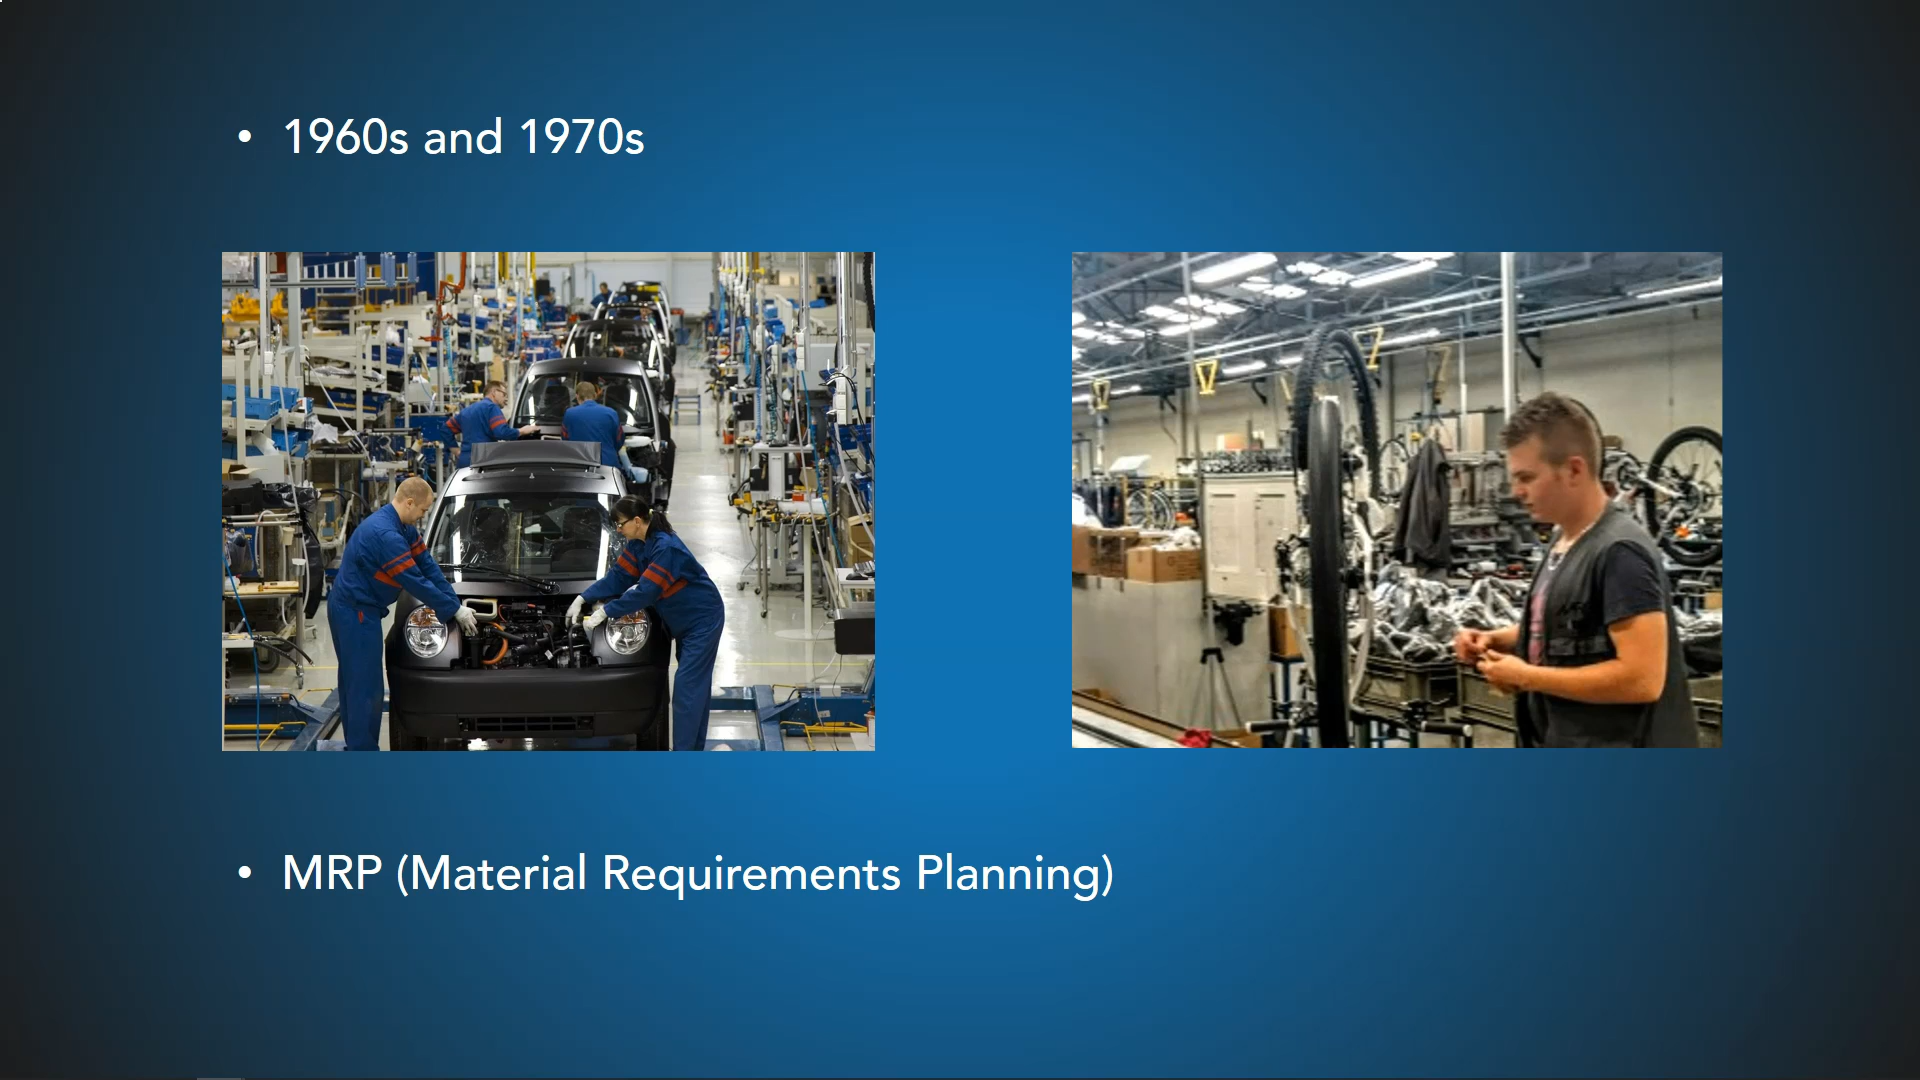 • 1960s and 1970s
• MRP (Material Requirements Planning)